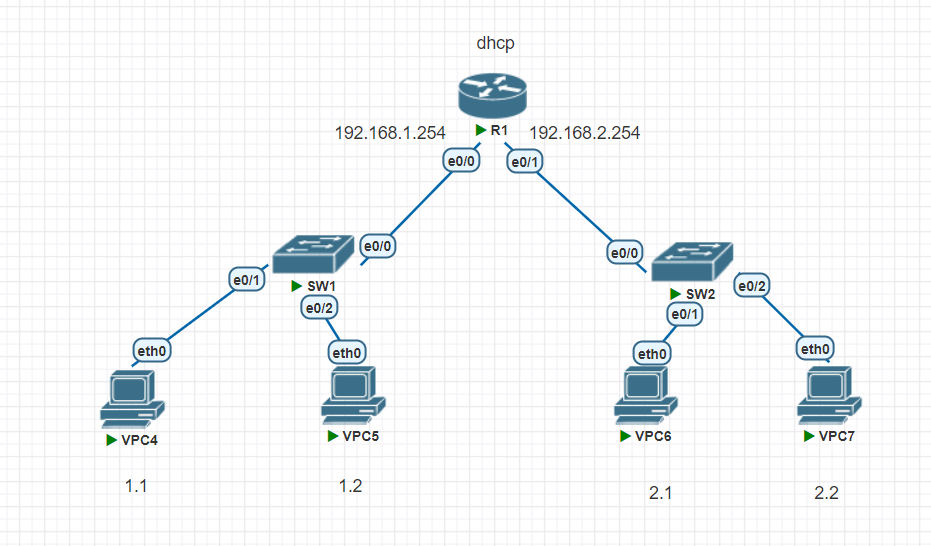 dhcp
R1
192.168.1.254
192.168.2.254
e0/0
e0/1
e0/0
e0/0
SW1
SW2
e0/1
e0/2
e0/1
e0/2
eth0
eth0
eth0
eth0
VPC4
VPC5
VPC6
VPC7
1.1
1.2
2.1
2.2